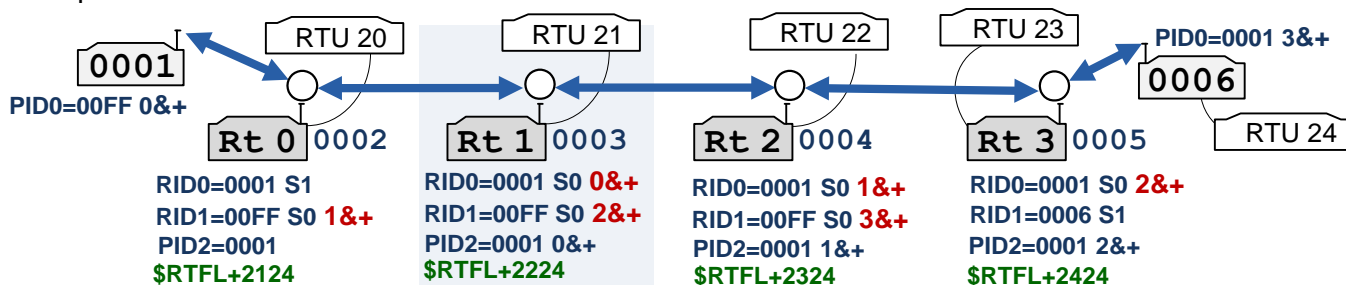 RTU 20
RTU 21
RTU 22
RTU 23
PID0=0001 3&+
0001
0006
PID0=00FF 0&+
RTU 24
Rt 0 0002
Rt 1 0003
Rt 2 0004
Rt 3 0005
RID0=0001 S1
RID1=00FF S0 1&+
PID2=0001
$RTFL+2124
RID0=0001 S0 0&+
RID1=00FF S0 2&+
PID2=0001 0&+
$RTFL+2224
RID0=0001 S0 1&+
RID1=00FF S0 3&+
PID2=0001 1&+
$RTFL+2324
RID0=0001 S0 2&+
RID1=0006 S1
PID2=0001 2&+
$RTFL+2424